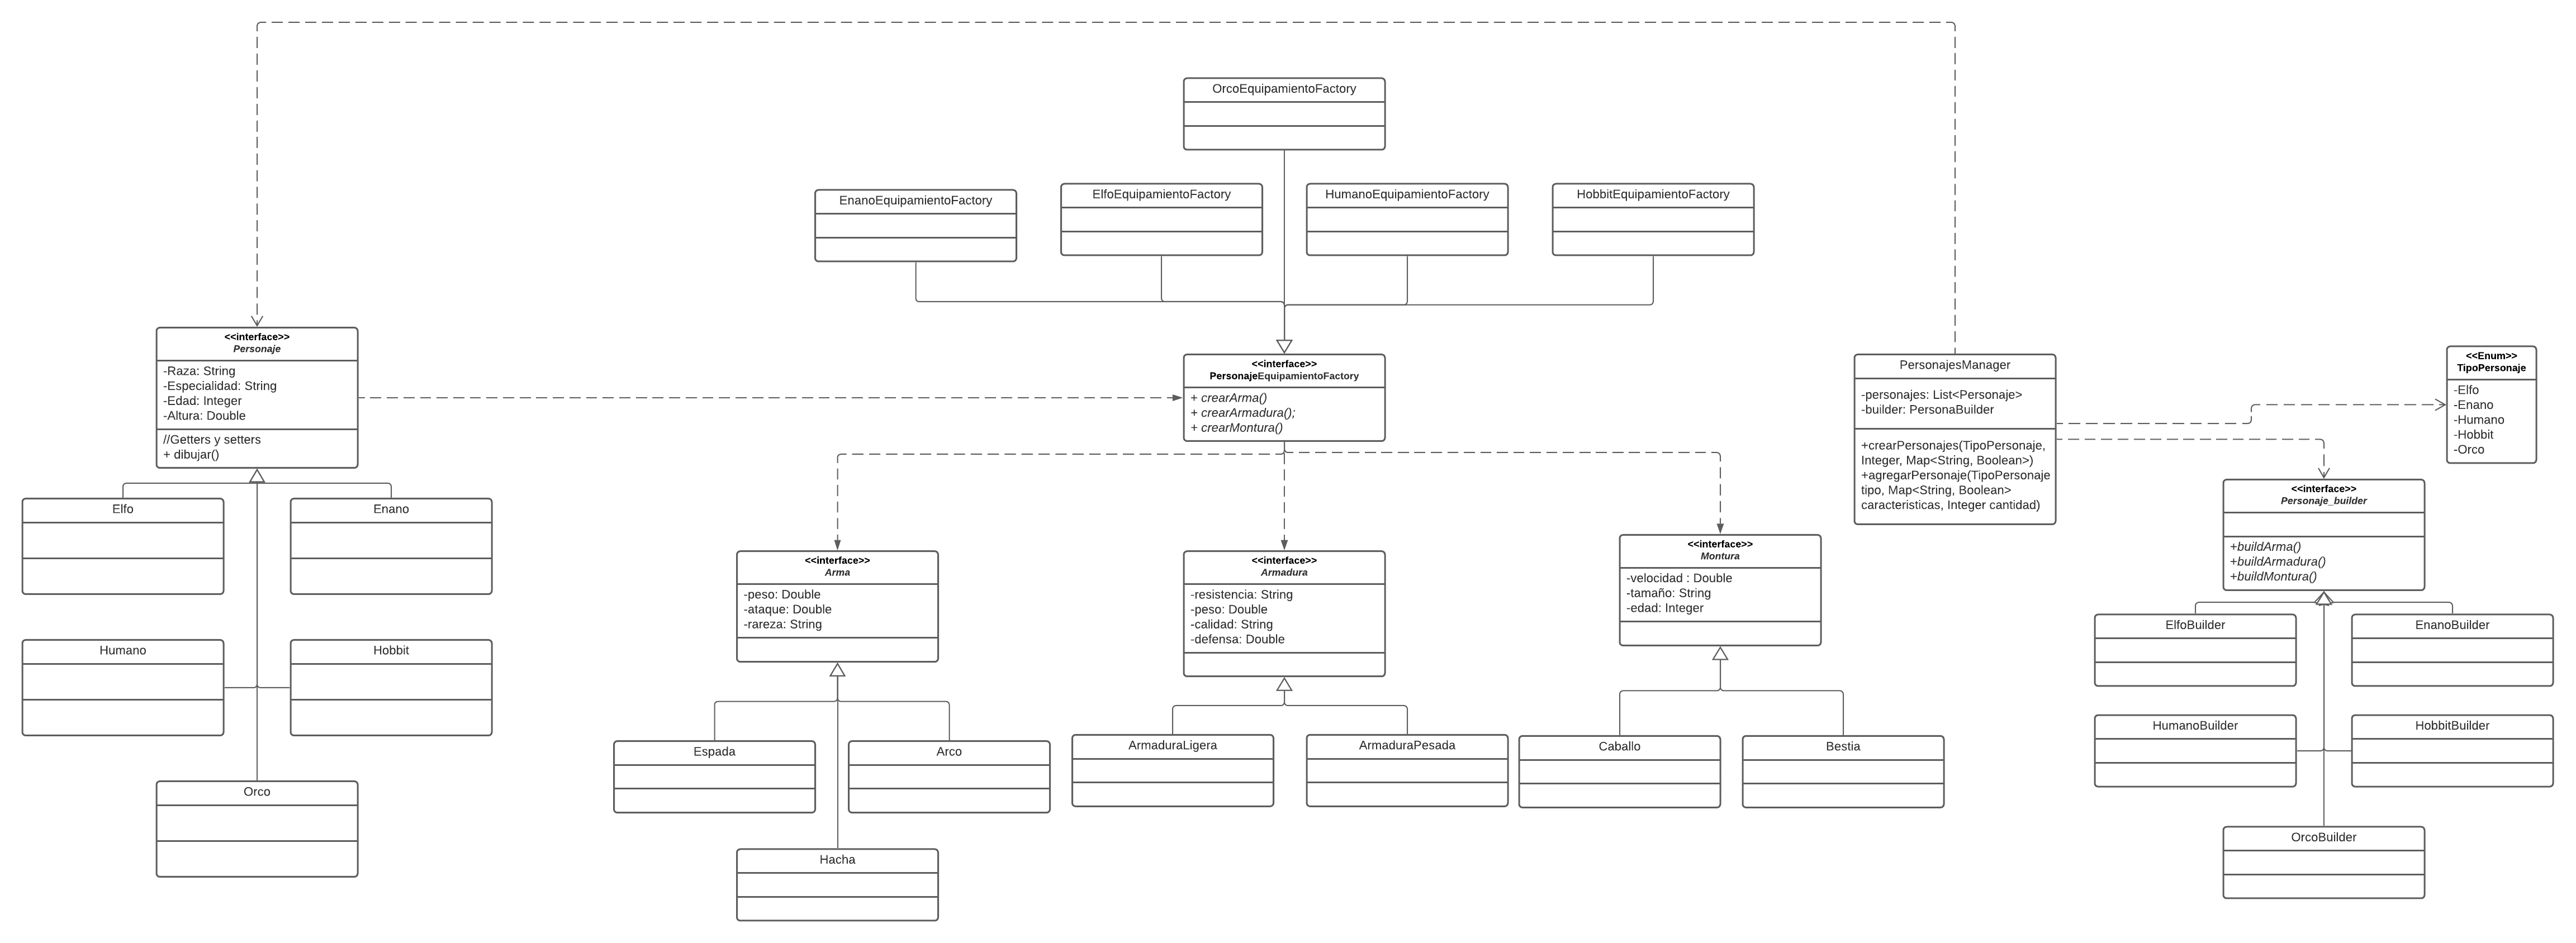 OrcoEquipamientoFactory
EnanoEquipamientoFactory
ElfoEquipamientoFactory
HumanoEquipamientoFactory
HobbitEquipamientoFactory
<<interface>>
Personaje
-Raza: String
-Especialidad: String
-Edad: Integer
-Altura: Double
//Getters y setters
+ dibujar()
<<interface>>
PersonajeEquipamientoFactory
+ crearArma()
+ crearArmadura();
+ crearMontura()
PersonajesManager
-personajes: List<Personaje>
-builder: PersonaBuilder
+crearPersonajes(TipoPersonaje,
Integer, Map<String, Boolean>)
+agregarPersonaje(TipoPersonaje
tipo, Map<String, Boolean>
caracteristicas, Integer cantidad)
<<Enum>>
TipoPersonaje
-Elfo
-Enano
-Humano
-Hobbit
-Orco
<<interface>>
Personaje_builder
+buildArma()
+buildArmadura()
+buildMontura()
Elfo
Enano
Humano
Hobbit
Orco
<<interface>>
Arma
-peso: Double
-ataque: Double
-rareza: String
<<interface>>
Armadura
-resistencia: String
-peso: Double
-calidad: String
-defensa: Double
<<interface>>
Montura
-velocidad : Double
-tamaño: String
-edad: Integer
Espada
Arco
Hacha
ArmaduraLigera
ArmaduraPesada
Caballo
Bestia
ElfoBuilder
EnanoBuilder
HumanoBuilder
HobbitBuilder
OrcoBuilder